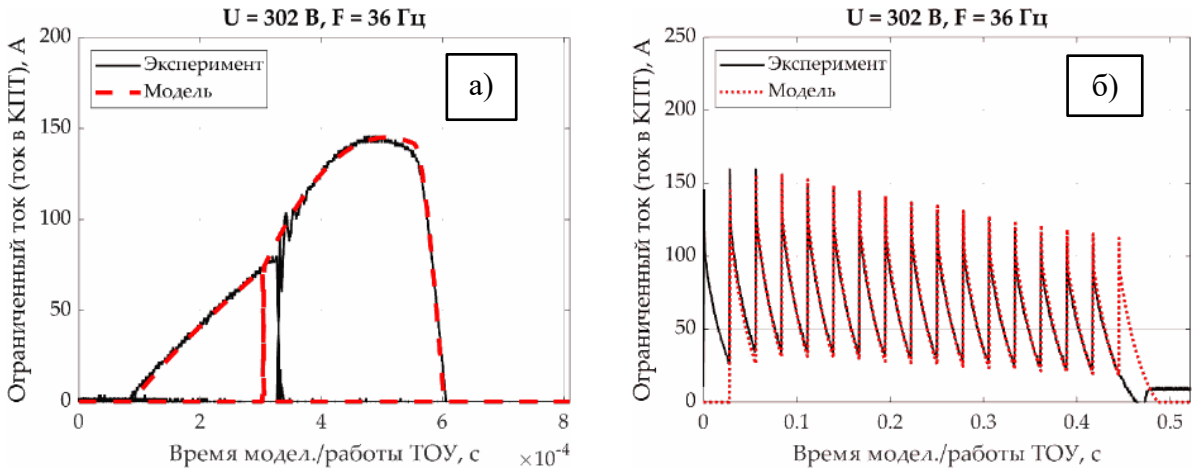 U = 302 В, F = 36 Гц
Ограниченный ток (ток в КПТ), А
200
150
100
50
0
Эксперимент
Модель
а)
0
2
4
6
8
×10⁻⁴
Время модел./работы ТОУ, с
U = 302 В, F = 36 Гц
Ограниченный ток (ток в КПТ), А
250
200
150
100
50
0
Эксперимент
Модель
б)
0
0.1
0.2
0.3
0.4
0.5
Время модел./работы ТОУ, с